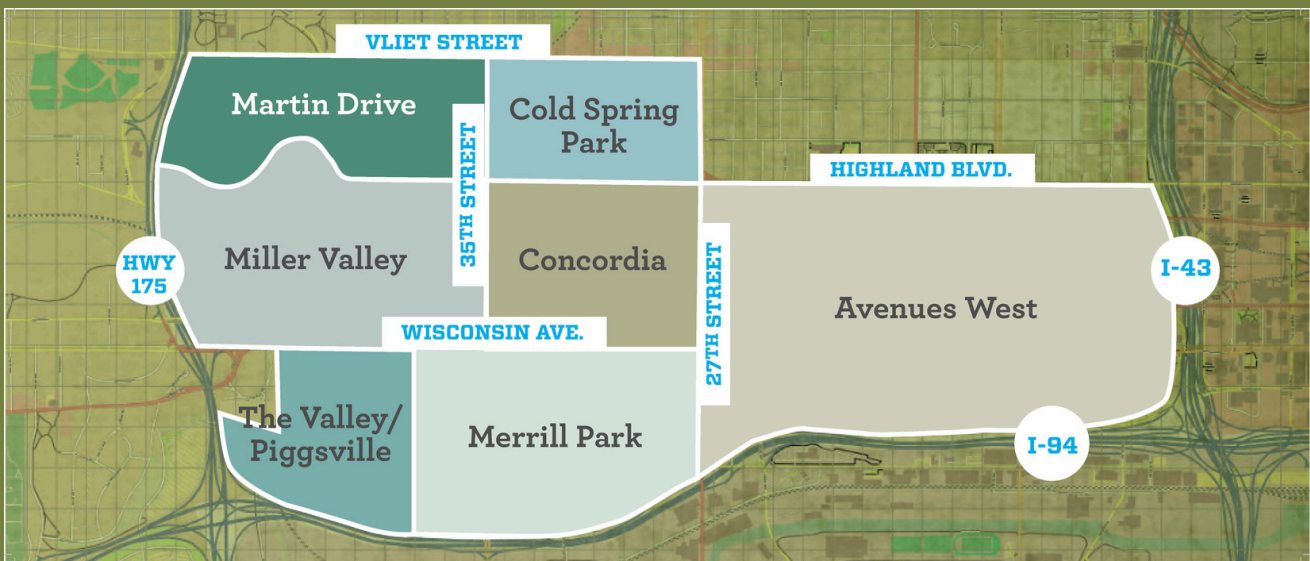 VLIET STREET
Martin Drive
Cold Spring
Park
35TH STREET
HIGHLAND BLVD.
HWY
175
Miller Valley
Concordia
27TH STREET
I-43
Avenues West
WISCONSIN AVE.
The Valley/
Piggsville
Merrill Park
I-94